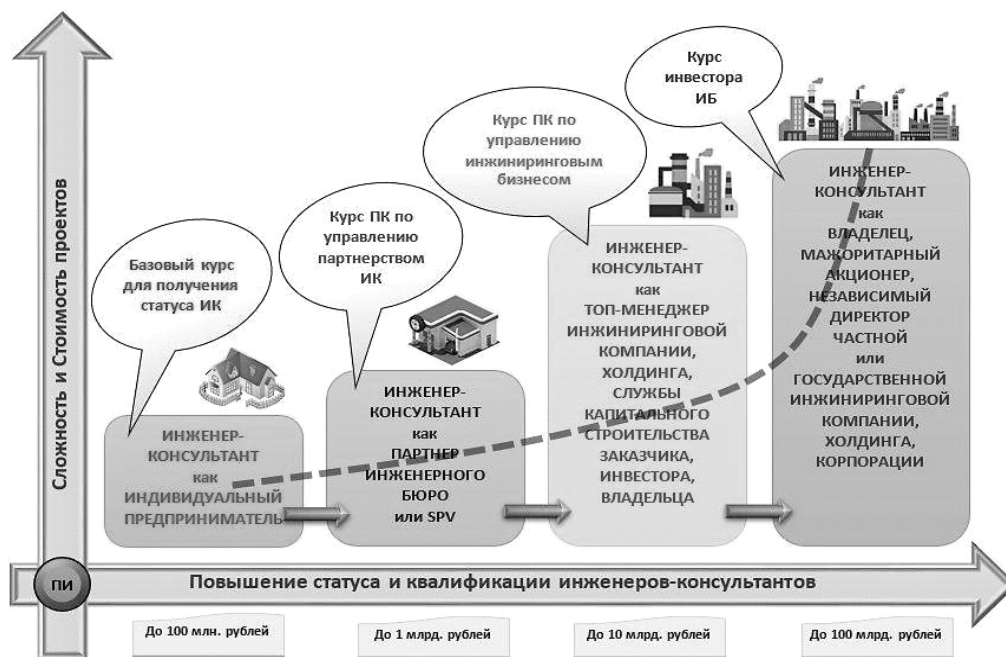 Сложность и Стоимость проектов
Базовый курс
для получения
статуса ИК
Курс ПК по
управлению
партнерством
ИК
Курс ПК по
управлению
инжиниринговым
бизнесом
Курс
инвестора
ИБ
ИНЖЕНЕР-
КОНСУЛЬТАНТ
как
ИНДИВИДУАЛЬНЫЙ
ПРЕДПРИНИМАТЕЛЬ
ИНЖЕНЕР-
КОНСУЛЬТАНТ
как
ПАРТНЕР
ИНЖЕНЕРНОГО
БЮРО
или SPV
ИНЖЕНЕР-
КОНСУЛЬТАНТ
как
ТОП-МЕНЕДЖЕР
ИНЖИНИРИНГОВОЙ
КОМПАНИИ,
ХОЛДИНГА,
СЛУЖБЫ
КАПИТАЛЬНОГО
СТРОИТЕЛЬСТВА
ЗАКАЗЧИКА,
ИНВЕСТОРА,
ВЛАДЕЛЬЦА
ИНЖЕНЕР-
КОНСУЛЬТАНТ
как
ВЛАДЕЛЕЦ,
МАЖОРИТАРНЫЙ
АКЦИОНЕР,
НЕЗАВИСИМЫЙ
ДИРЕКТОР
ЧАСТНОЙ
или
ГОСУДАРСТВЕННОЙ
ИНЖИНИРИНГОВОЙ
КОМПАНИИ,
ХОЛДИНГА,
КОРПОРАЦИИ
ПИ
Повышение статуса и квалификации инженеров-консультантов
До 100 млн. рублей
До 1 млрд. рублей
До 10 млрд. рублей
До 100 млрд. рублей